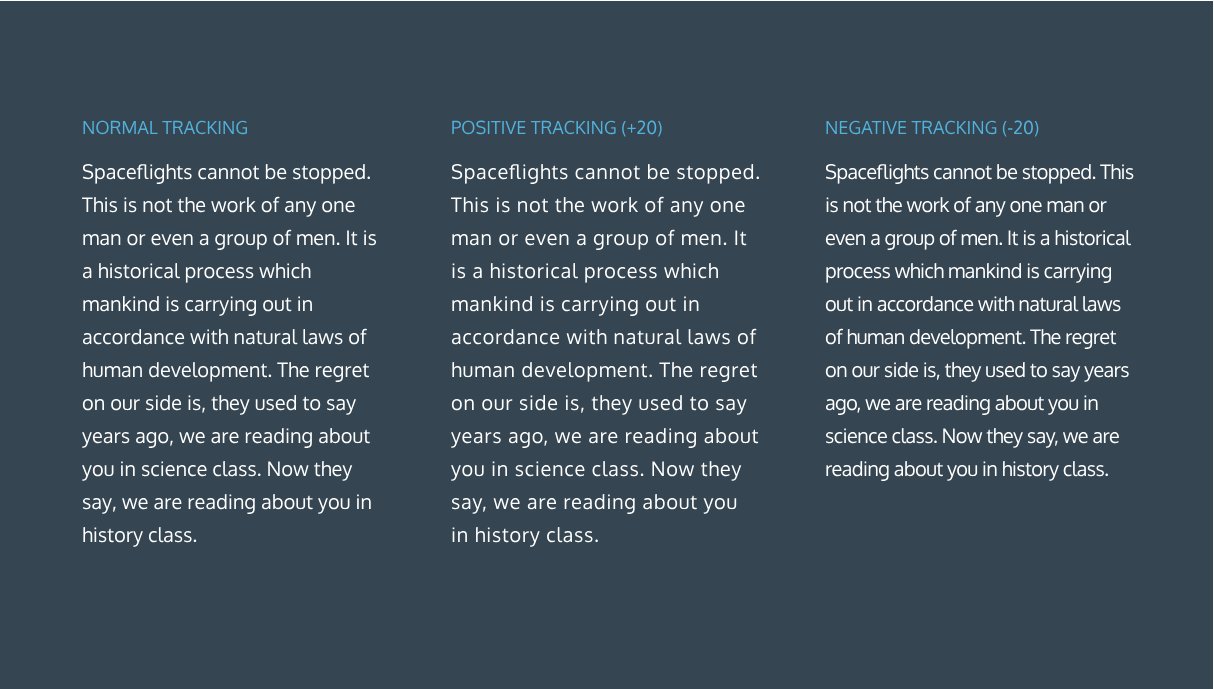 NORMAL TRACKING
Spaceflights cannot be stopped.
This is not the work of any one
man or even a group of men. It is
a historical process which
mankind is carrying out in
accordance with natural laws of
human development. The regret
on our side is, they used to say
years ago, we are reading about
you in science class. Now they
say, we are reading about you in
history class.
POSITIVE TRACKING (+20)
Spaceflights cannot be stopped.
This is not the work of any one
man or even a group of men. It
is a historical process which
mankind is carrying out in
accordance with natural laws of
human development. The regret
on our side is, they used to say
years ago, we are reading about
you in science class. Now they
say, we are reading about you
in history class.
NEGATIVE TRACKING (-20)
Spaceflights cannot be stopped. This
is not the work of any one man or
even a group of men. It is a historical
process which mankind is carrying
out in accordance with natural laws
of human development. The regret
on our side is, they used to say years
ago, we are reading about you in
science class. Now they say, we are
reading about you in history class.